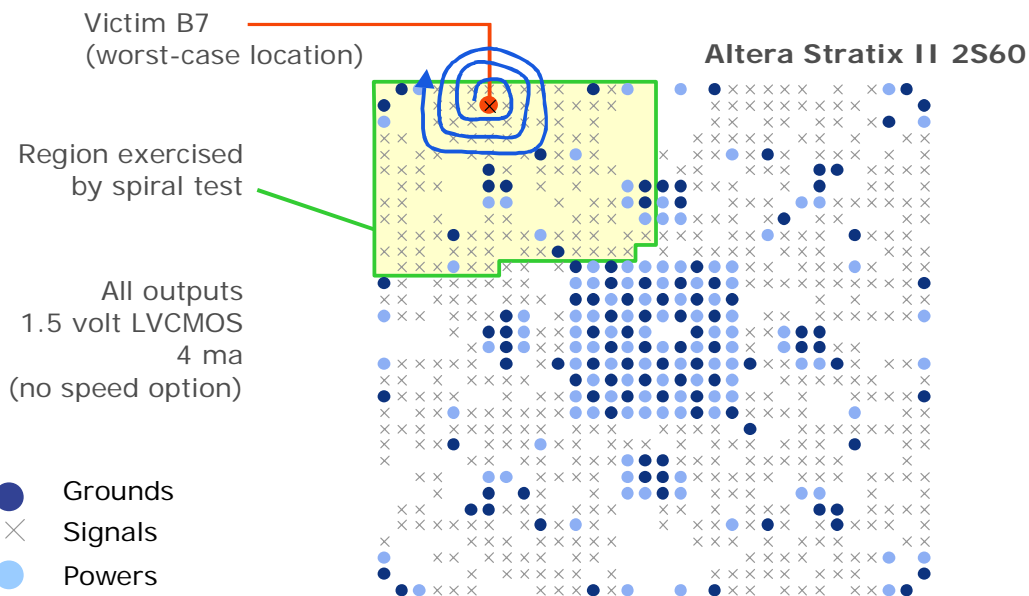 Victim B7
(worst-case location)
Altera Stratix II 2S60
Region exercised
by spiral test
All outputs
1.5 volt LVCMOS
4 ma
(no speed option)
Grounds
Signals
Powers